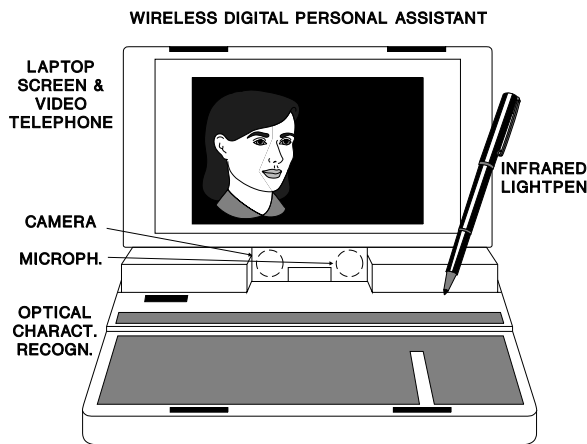 WIRELESS DIGITAL PERSONAL ASSISTANT
LAPTOP
SCREEN &
VIDEO
TELEPHONE
INFRARED
LIGHTPEN
CAMERA
MICROPH.
OPTICAL
CHARACT.
RECOGN.